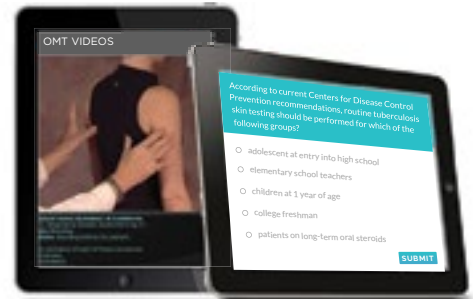 OMT VIDEOS
According to current Centers for Disease Control
Prevention recommendations, routine tuberculosis
skin testing should be performed for which of the
following groups?
adolescent at entry into high school
elementary school teachers
children at 1 year of age
college freshman
patients on long-term oral steroids
SUBMIT